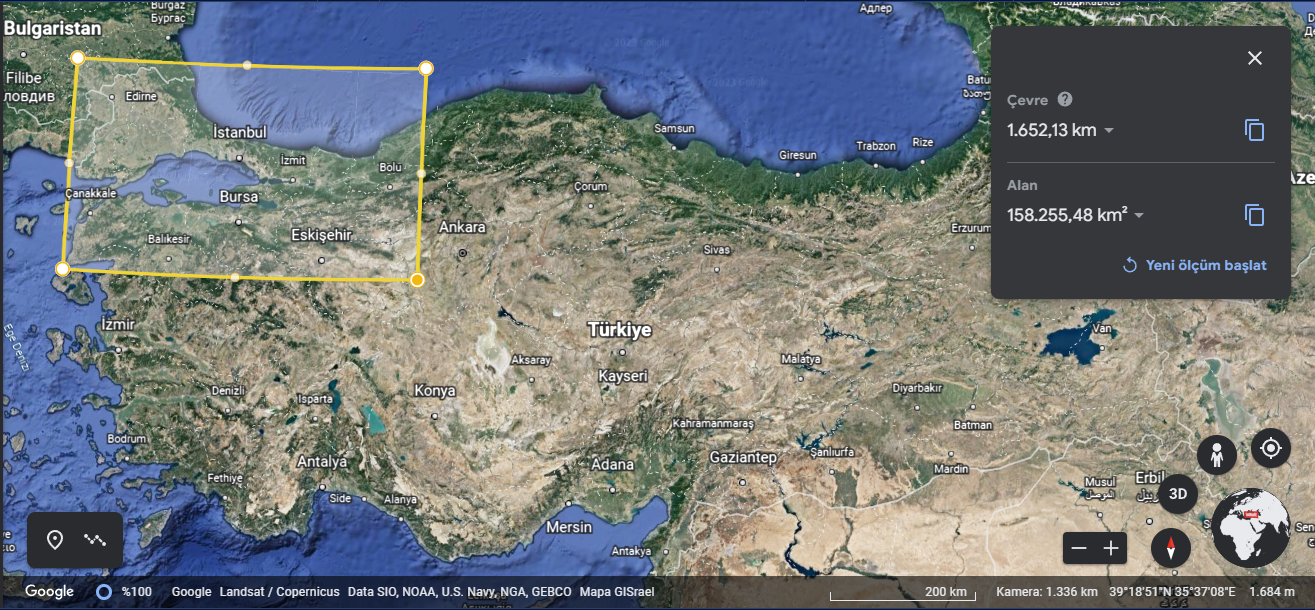 Burgaz
Бургас
Адлер
Bulgaristan
Filibe
ловдив
Edirne
İstanbul
İzmit
Bolu
Çanakkale
Bursa
Balıkesir
Eskişehir
Ankara
Çorum
Samsun
Giresun
Trabzon
Rize
Batu
Sivas
Erzurum
İzmir
Ege Denizi
Türkiye
Aksaray
Kayseri
Malatya
Van
Denizli
Isparta
Konya
Diyarbakır
Batman
Bodrum
Kahramanmaraş
Antalya
Adana
Gaziantep
Şanlıurfa
Mardin
Fethiye
Side
Alanya
Mersin
Antakya
Musul
الموصل
Erbil
Çevre ?
1.652,13 km
Alan
158.255,48 km²
Yeni ölçüm başlat
Aze
3D
Google %100 Google Landsat / Copernicus Data SIO, NOAA, U.S. Navy, NGA, GEBCO Mapa GISrael 200 km Kamera: 1.336 km 39°18'51"N 35°37'08"E 1.684 m